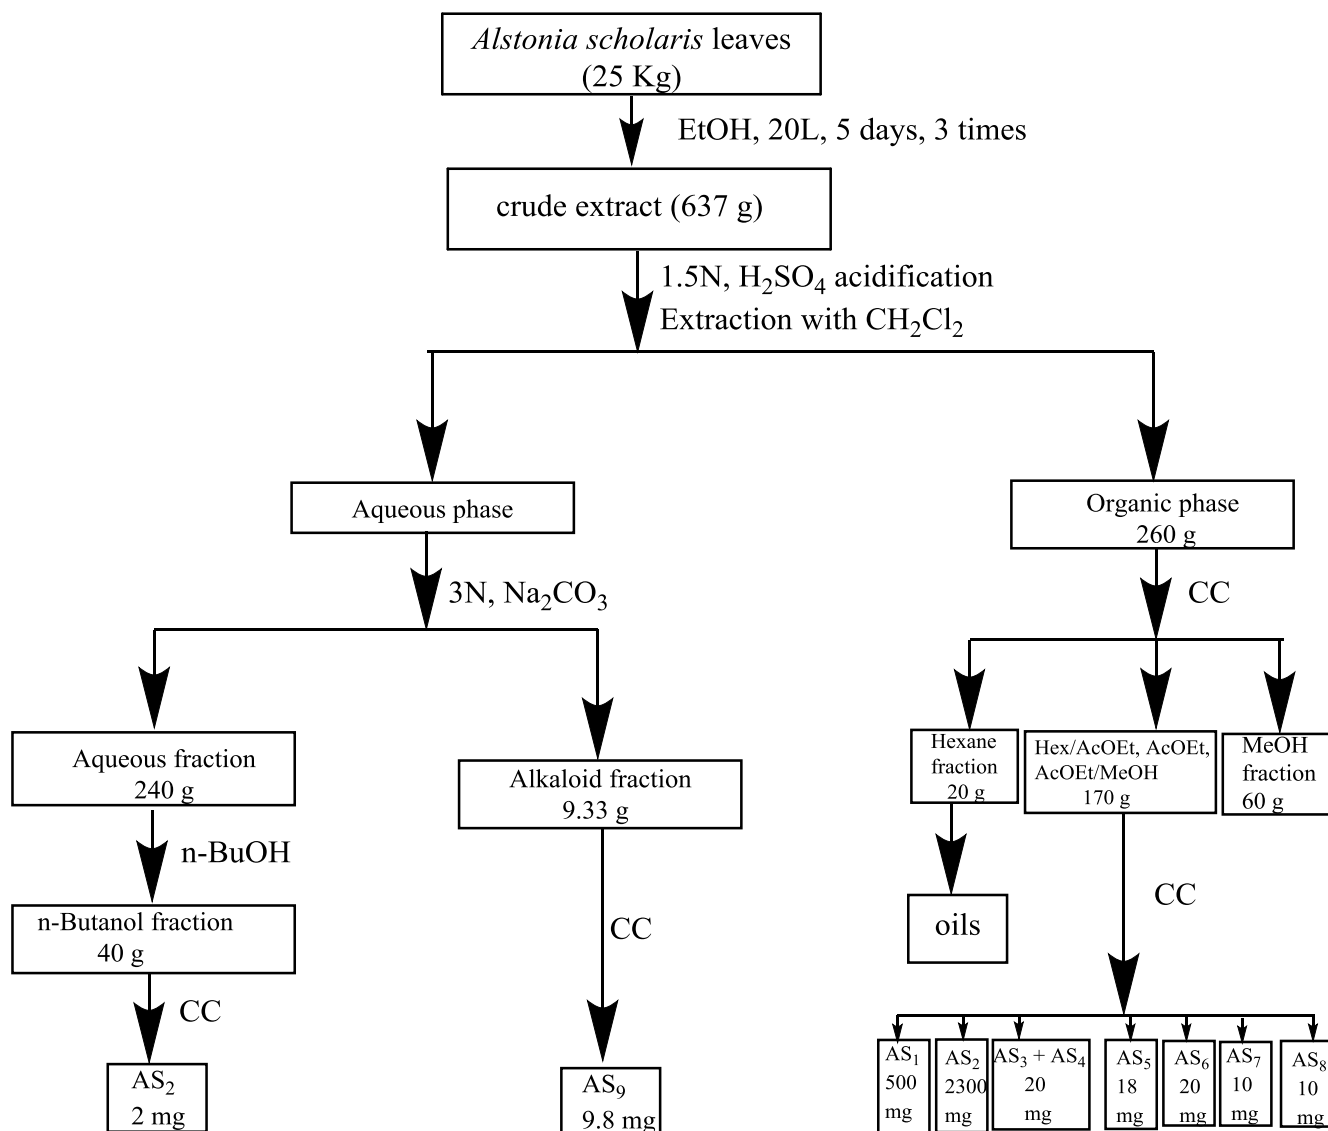 Alstonia scholaris leaves
(25 Kg)
EtOH, 20L, 5 days, 3 times
crude extract (637 g)
1.5N, H₂SO₄ acidification
Extraction with CH₂Cl₂
Aqueous phase
Organic phase
260 g
3N, Na₂CO₃
CC
Aqueous fraction
240 g
Alkaloid fraction
9.33 g
Hexane
fraction
20 g
Hex/AcOEt, AcOEt,
AcOEt/MeOH
170 g
MeOH
fraction
60 g
n-BuOH
n-Butanol fraction
40 g
CC
oils
CC
CC
AS₂
2 mg
AS₉
9.8 mg
AS₁
500
mg
AS₂
2300
mg
AS₃ + AS₄
20
mg
AS₅
18
mg
AS₆
20
mg
AS₇
10
mg
AS₈
10
mg